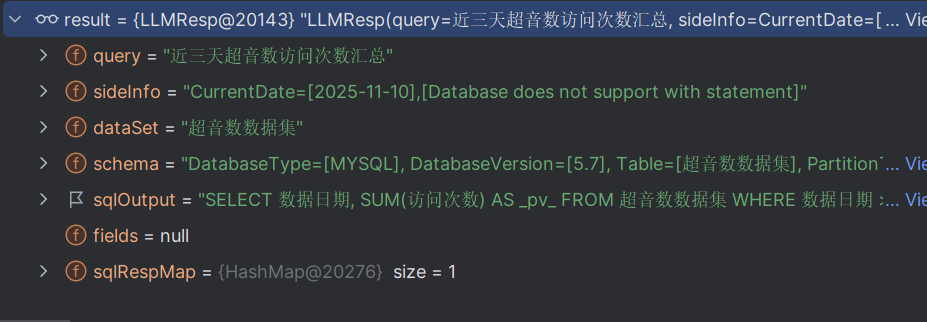 result = {LLMResp@20143} "LLMResp(query=近三天超音数访问次数汇总, sideInfo=CurrentDate=[ ... Vie
f query = "近三天超音数访问次数汇总"
f sideInfo = "CurrentDate=[2025-11-10],[Database does not support with statement]"
f dataSet = "超音数数据集"
f schema = "DatabaseType=[MYSQL], DatabaseVersion=[5.7], Table=[超音数数据集], Partition ... Vie
sqlOutput = "SELECT 数据日期, SUM(访问次数) AS _pv_ FROM 超音数数据集 WHERE 数据日期 ... Vie
f fields = null
f sqlRespMap = {HashMap@20276} size = 1